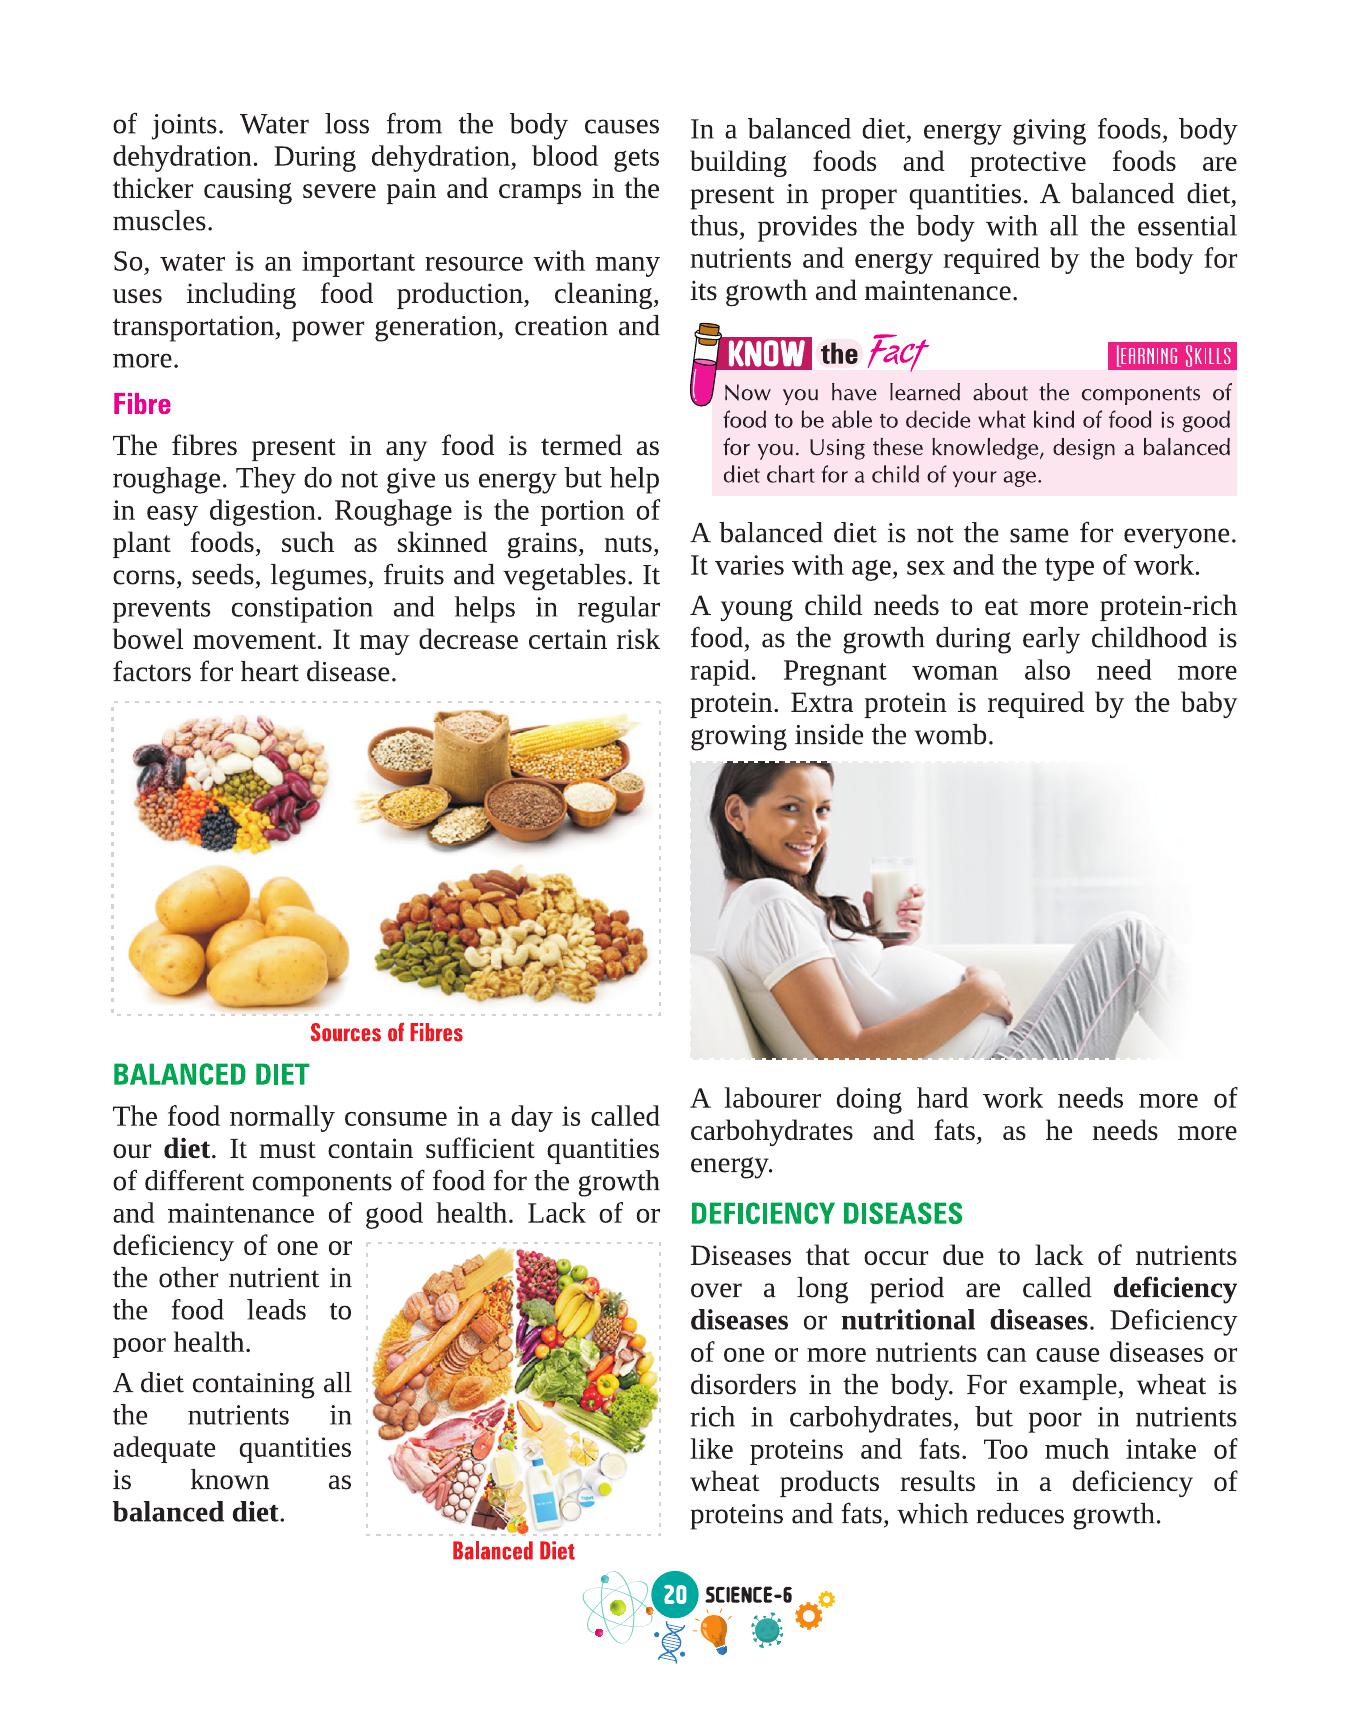 of joints. Water loss from the body causes
dehydration. During dehydration, blood gets
thicker causing severe pain and cramps in the
muscles.
So, water is an important resource with many
uses including food production, cleaning,
transportation, power generation, creation and
more.
Fibre
The fibres present in any food is termed as
roughage. They do not give us energy but help
in easy digestion. Roughage is the portion of
plant foods, such as skinned grains, nuts,
corns, seeds, legumes, fruits and vegetables. It
prevents constipation and helps in regular
bowel movement. It may decrease certain risk
factors for heart disease.
Sources of Fibres
BALANCED DIET
The food normally consume in a day is called
our diet. It must contain sufficient quantities
of different components of food for the growth
and maintenance of good health. Lack of or
deficiency of one or
the other nutrient in
the food leads to
poor health.
A diet containing all
the nutrients in
adequate quantities
is known as
balanced diet.
Balanced Diet
In a balanced diet, energy giving foods, body
building foods and protective foods are
present in proper quantities. A balanced diet,
thus, provides the body with all the essential
nutrients and energy required by the body for
its growth and maintenance.
KNOW the Fact
LEARNING SKILLS
Now you have learned about the components of
food to be able to decide what kind of food is good
for you. Using these knowledge, design a balanced
diet chart for a child of your age.
A balanced diet is not the same for everyone.
It varies with age, sex and the type of work.
A young child needs to eat more protein-rich
food, as the growth during early childhood is
rapid. Pregnant woman also need more
protein. Extra protein is required by the baby
growing inside the womb.
A labourer doing hard work needs more of
carbohydrates and fats, as he needs more
energy.
DEFICIENCY DISEASES
Diseases that occur due to lack of nutrients
over a long period are called deficiency
diseases or nutritional diseases. Deficiency
of one or more nutrients can cause diseases or
disorders in the body. For example, wheat is
rich in carbohydrates, but poor in nutrients
like proteins and fats. Too much intake of
wheat products results in a deficiency of
proteins and fats, which reduces growth.
20 SCIENCE-6